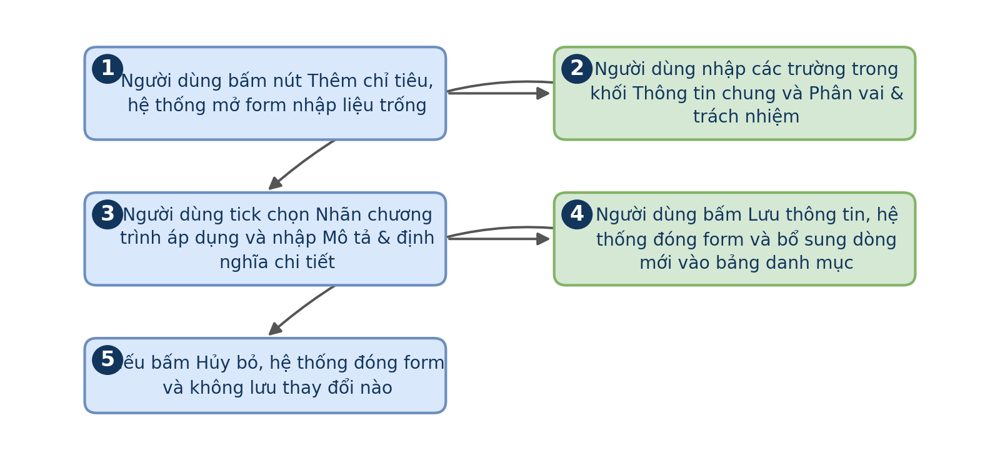 1
Người dùng bấm nút Thêm chỉ tiêu,
hệ thống mở form nhập liệu trống
2
Người dùng nhập các trường trong
khối Thông tin chung và Phân vai &
trách nhiệm
3
Người dùng tick chọn Nhãn chương
trình áp dụng và nhập Mô tả & định
nghĩa chi tiết
4
Người dùng bấm Lưu thông tin, hệ
thống đóng form và bổ sung dòng
mới vào bảng danh mục
5
ếu bấm Hủy bỏ, hệ thống đóng form
và không lưu thay đổi nào